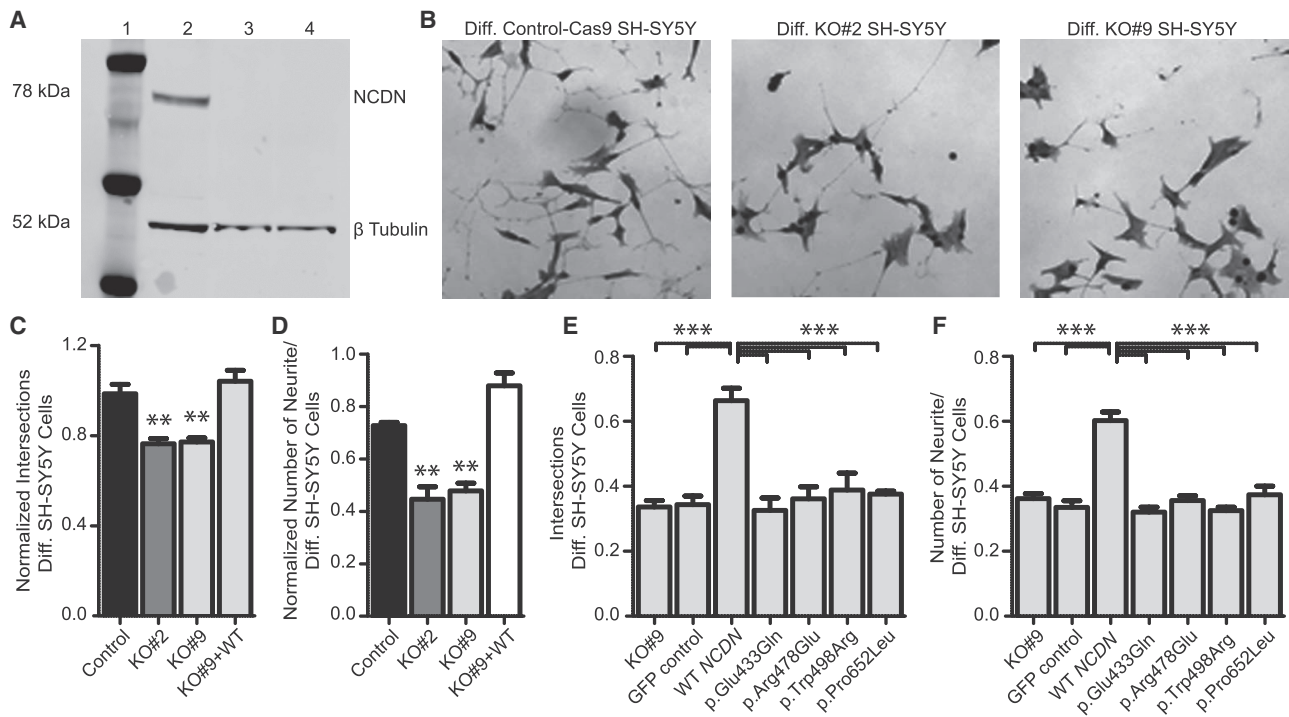 A
1 2 3 4
78 kDa
NCDN
52 kDa
β Tubulin
B
Diff. Control-Cas9 SH-SY5Y
Diff. KO#2 SH-SY5Y
Diff. KO#9 SH-SY5Y
C
Normalized Intersections
Diff. SH-SY5Y Cells
1.2
0.8
0.4
0.0
** **
Control
KO#2
KO#9
KO#9+WT
D
Normalized Number of Neurite/
Diff. SH-SY5Y Cells
1.0
0.8
0.6
0.4
0.2
0.0
** **
Control
KO#2
KO#9
KO#9+WT
E
Intersections
Diff. SH-SY5Y Cells
0.8
0.6
0.4
0.2
0.0
*** ***
KO#9
GFP control
WT NCDN
p.Glu433Gln
p.Arg478Glu
p.Trp498Arg
p.Pro652Leu
F
Number of Neurite/
Diff. SH-SY5Y Cells
0.8
0.6
0.4
0.2
0.0
*** ***
KO#9
GFP control
WT NCDN
p.Glu433Gln
p.Arg478Glu
p.Trp498Arg
p.Pro652Leu